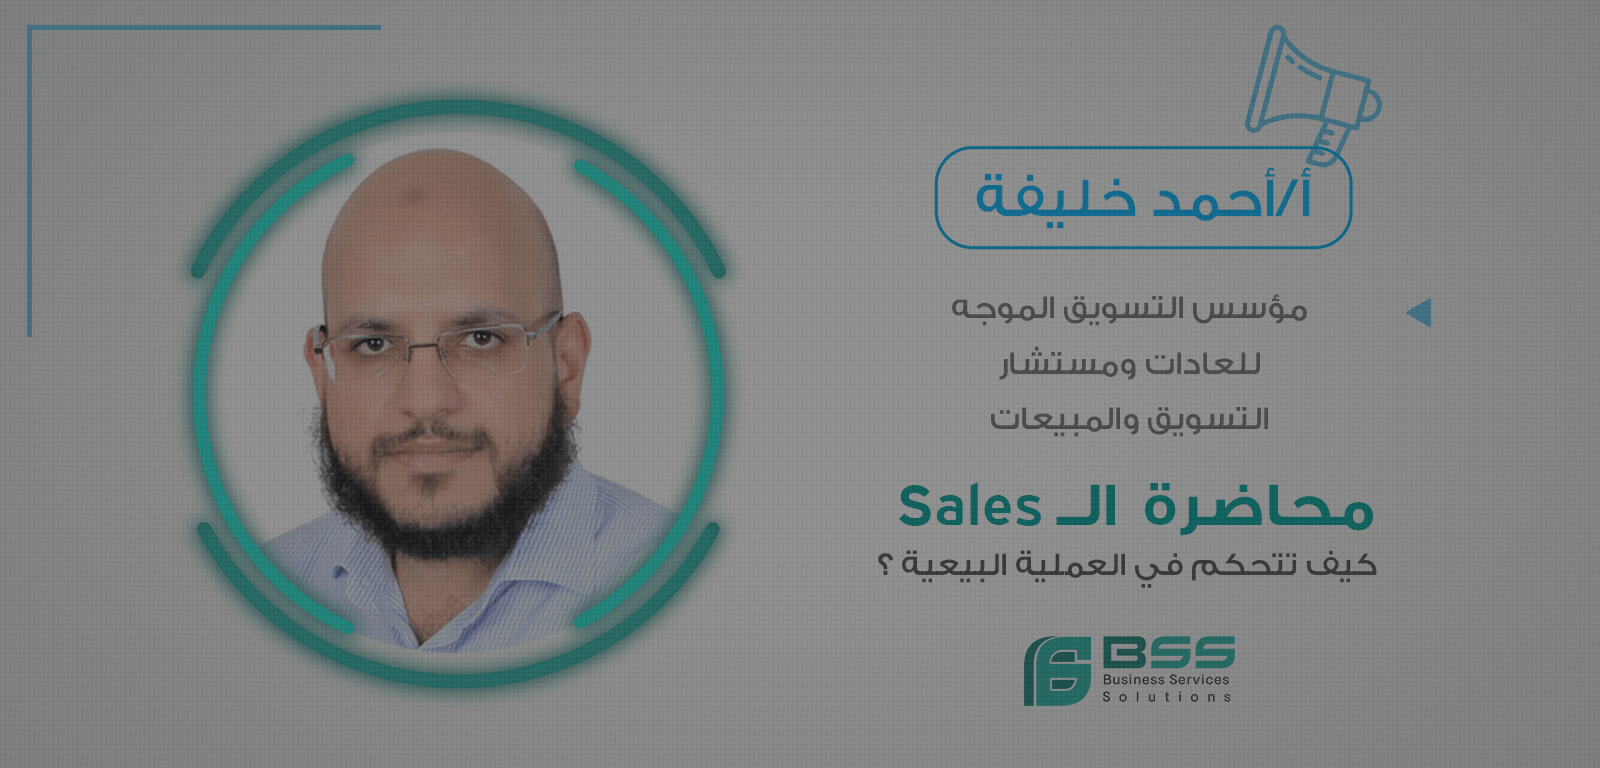 أ/أحمد خليفة
مؤسس التسويق الموجه
للعادات ومستشار
التسويق والمبيعات
محاضرة الـ Sales
كيف تتحكم في العملية البيعية ؟
BSS
Business Services
Solutions